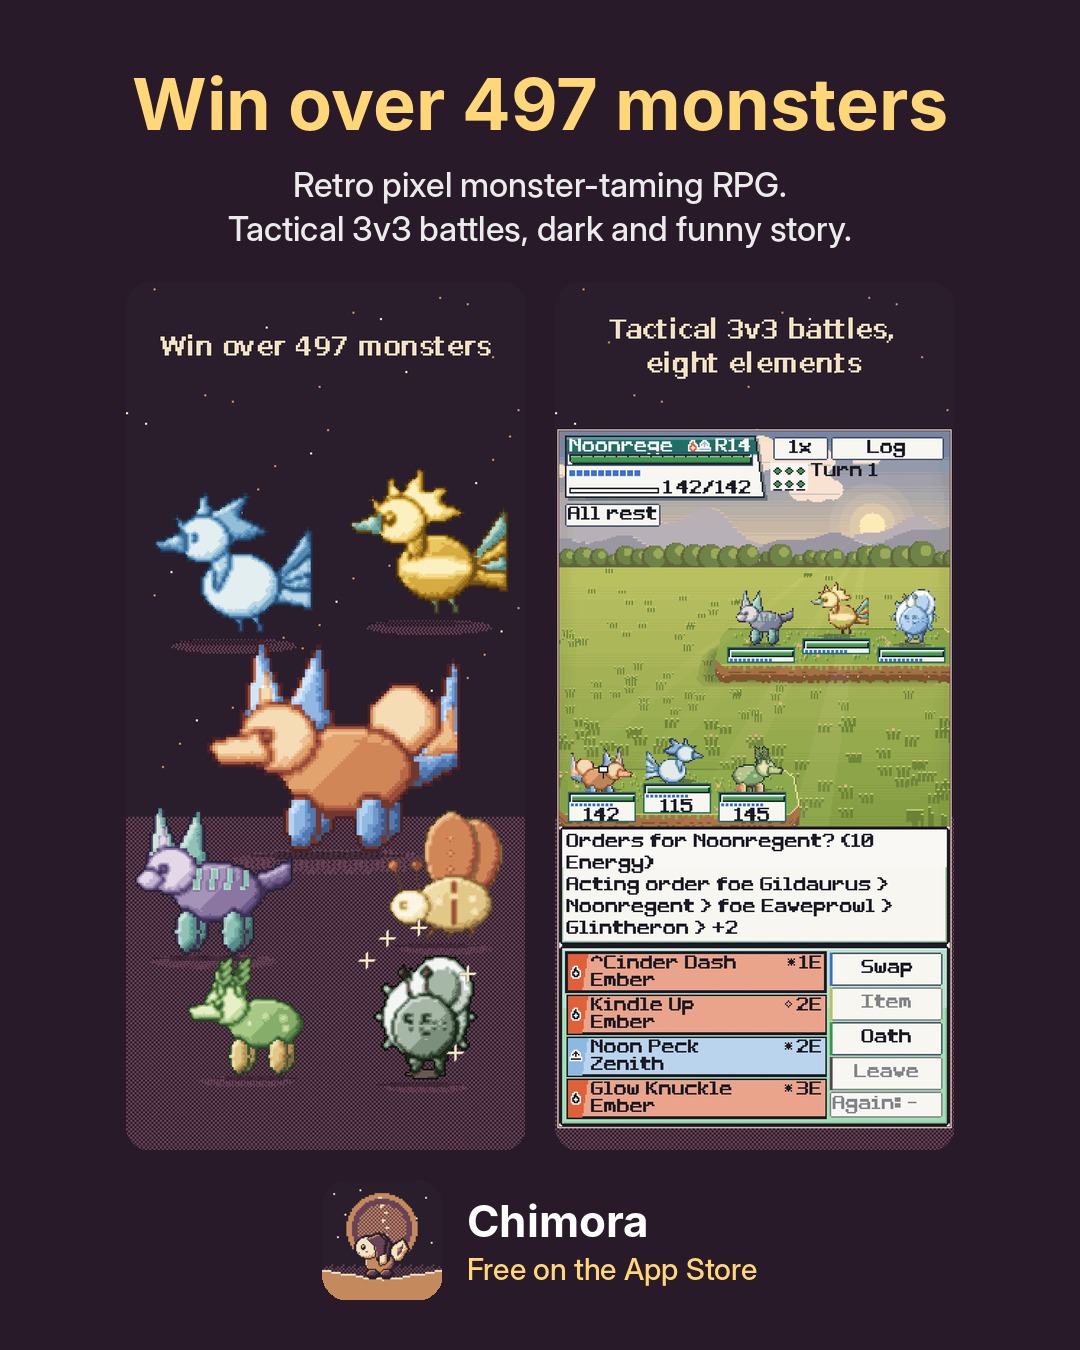 Win over 497 monsters
Retro pixel monster-taming RPG.
Tactical 3v3 battles, dark and funny story.
Win over 497 monsters
Tactical 3v3 battles,
eight elements
Noonrege R14
1x
Log
Turn 1
142/142
All rest
142
115
145
Orders for Noonregent? (10
Energy)
Acting order foe Gildaurus >
Noonregent > foe Eaweprowl >
Glintheron > +2
^Cinder Dash *1E
Ember
Kindle Up ◇2E
Ember
Noon Peck *2E
Zenith
Glow Knuckle *3E
Ember
Swap
Item
Oath
Leave
Again: -
Chimora
Free on the App Store